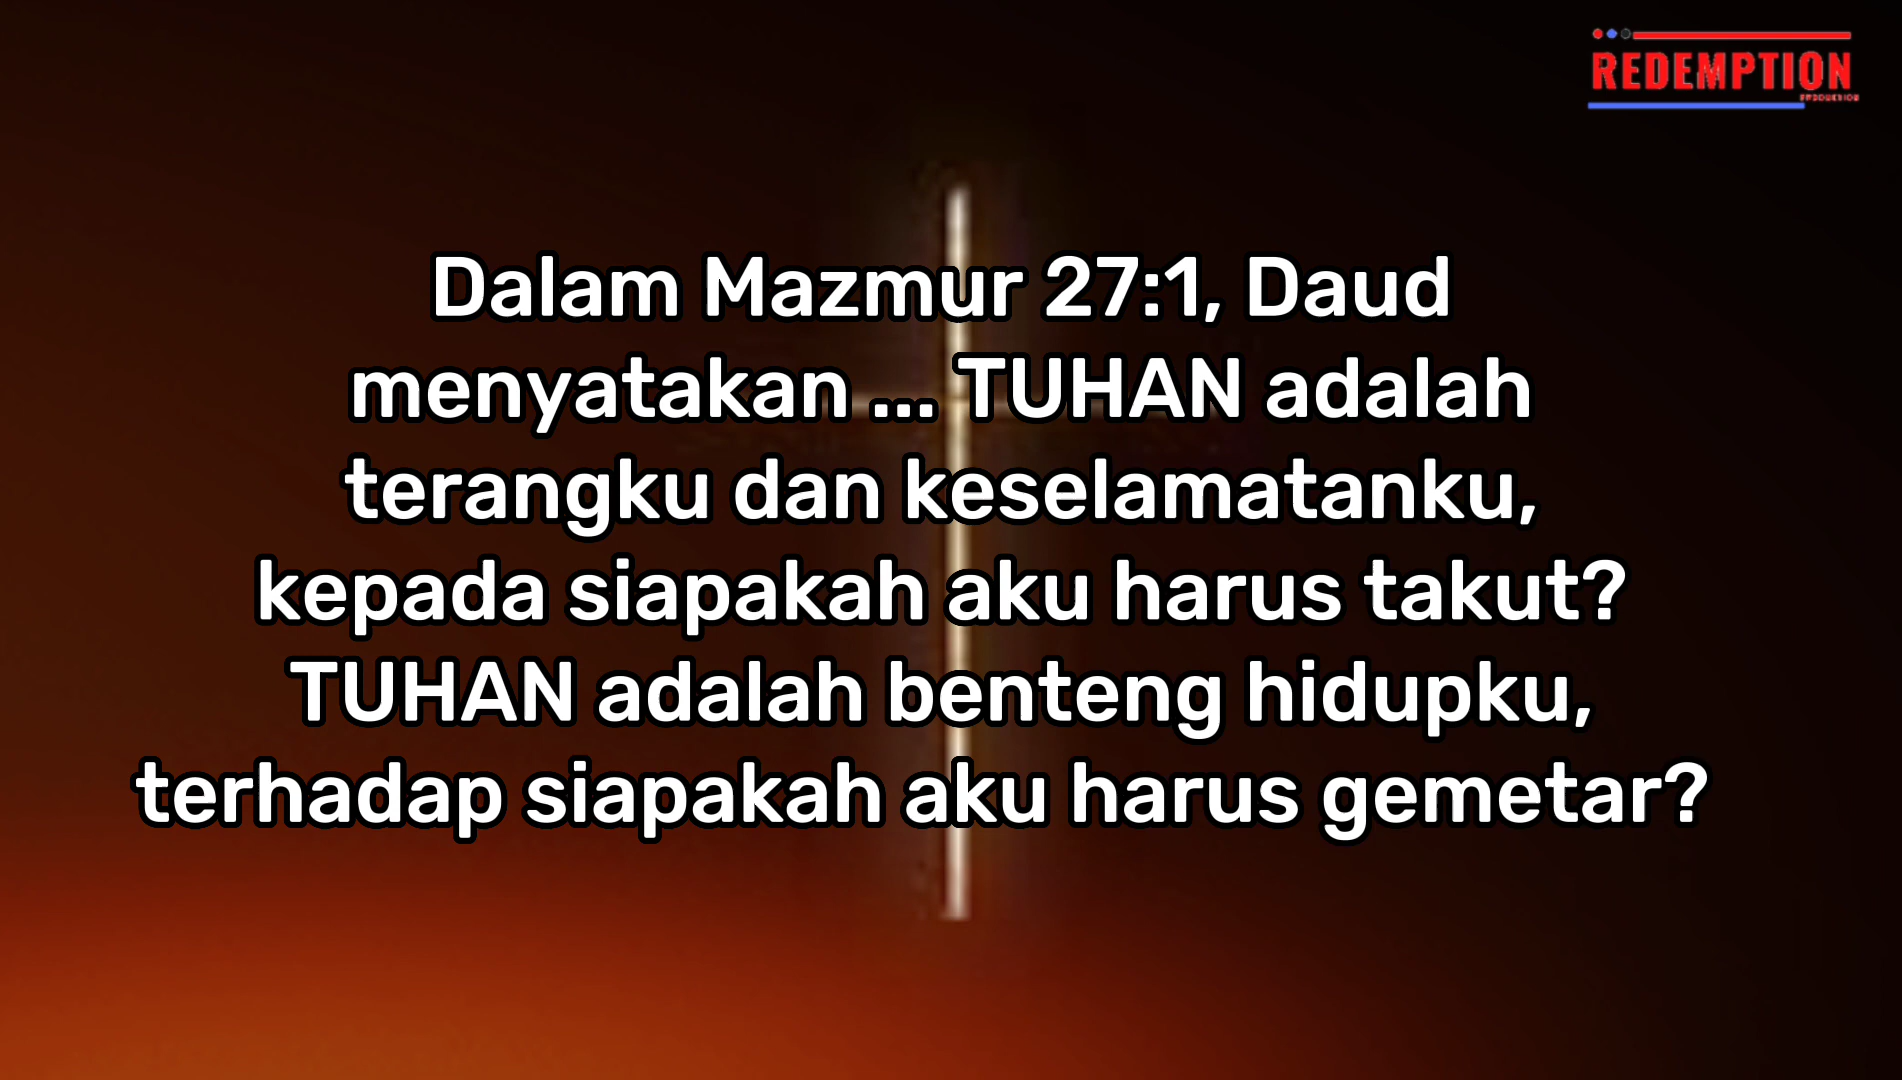 REDEMPTION
PRODUCTION
Dalam Mazmur 27:1, Daud
menyatakan ... TUHAN adalah
terangku dan keselamatanku,
kepada siapakah aku harus takut?
TUHAN adalah benteng hidupku,
terhadap siapakah aku harus gemetar?